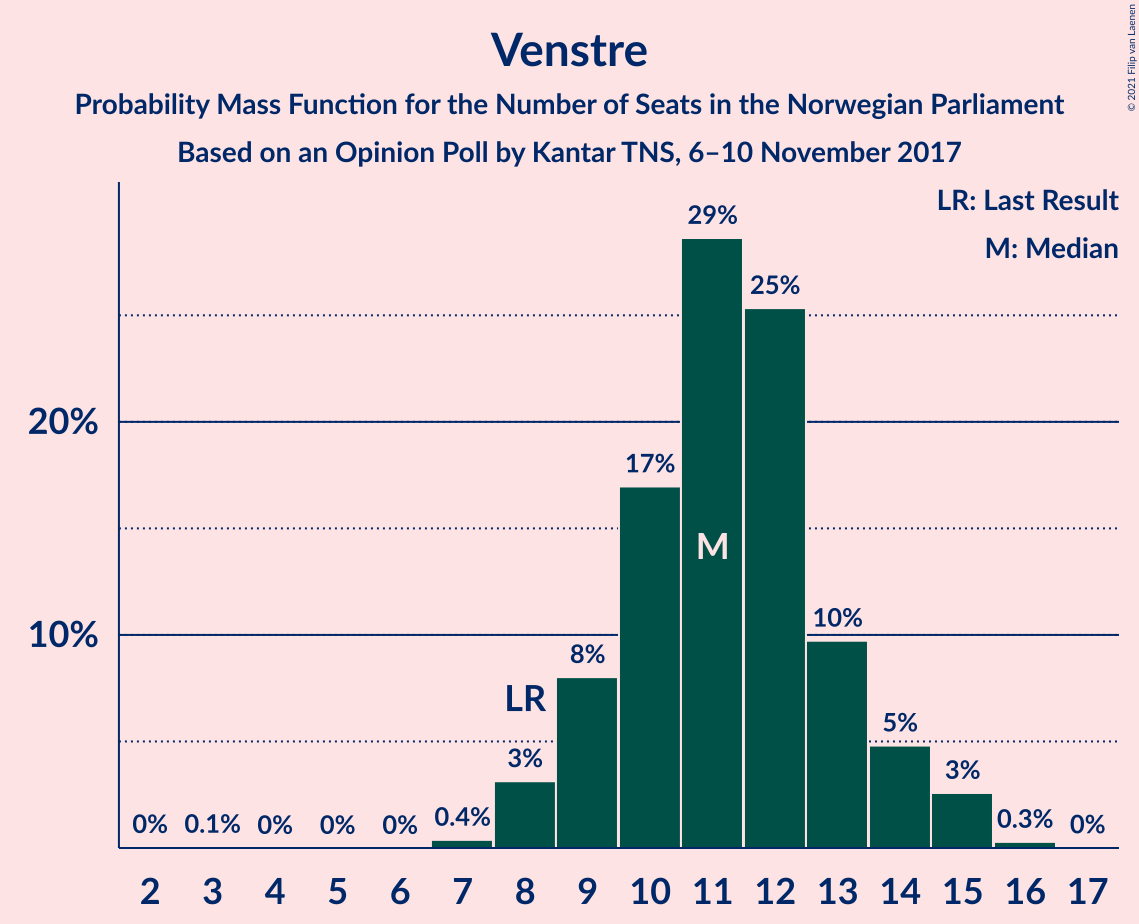 Venstre
Probability Mass Function for the Number of Seats in the Norwegian Parliament
Based on an Opinion Poll by Kantar TNS, 6–10 November 2017
© 2021 Filip van Laenen
LR: Last Result
M: Median
20%
10%
0%
0.1%
0%
0%
0%
0.4%
3%
8%
17%
29%
25%
10%
5%
3%
0.3%
0%
LR
M
2 3 4 5 6 7 8 9 10 11 12 13 14 15 16 17